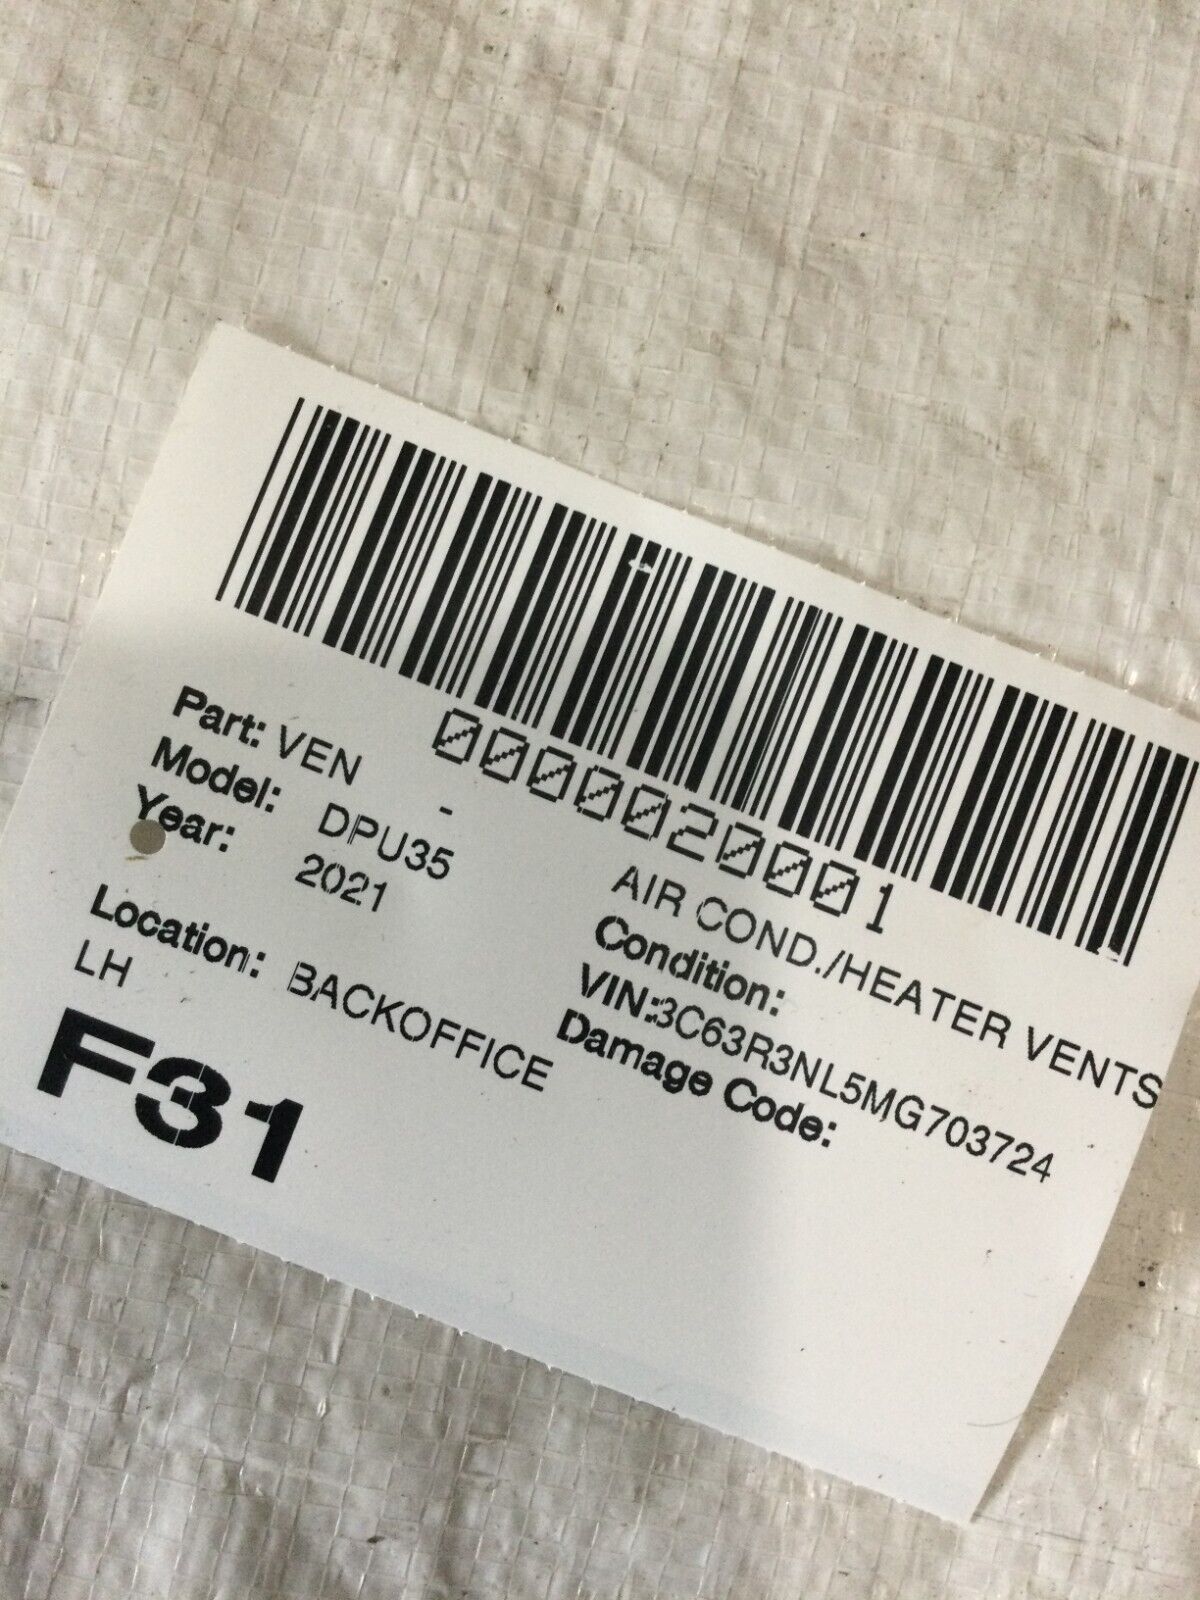 0000020001
Part: VEN - AIR COND./HEATER VENTS
Model: DPU35 Condition:
Year: 2021 VIN:3C63R3NL5MG703724
Damage Code:
Location: BACKOFFICE
LH
F31